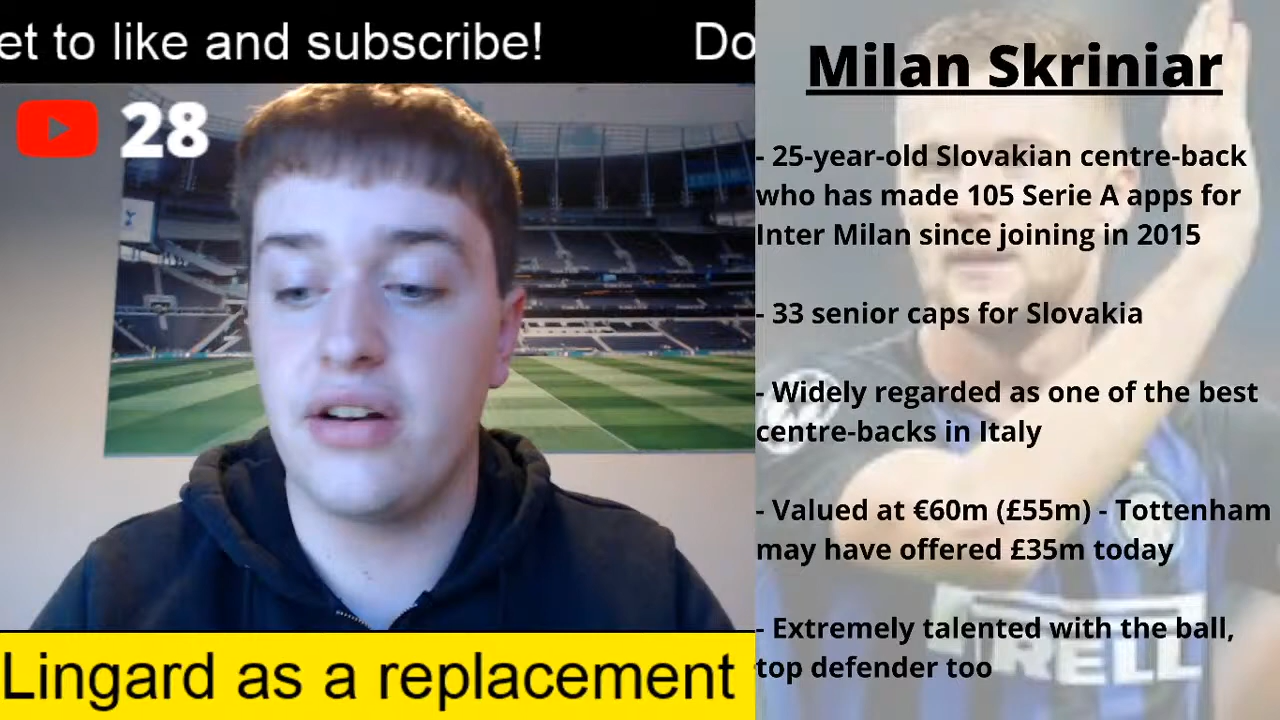 et to like and subscribe!
Do
28
Lingard as a replacement
Milan Skriniar
- 25-year-old Slovakian centre-back
who has made 105 Serie A apps for
Inter Milan since joining in 2015
- 33 senior caps for Slovakia
- Widely regarded as one of the best
centre-backs in Italy
- Valued at €60m (£55m) - Tottenham
may have offered £35m today
- Extremely talented with the ball,
top defender too
RELL